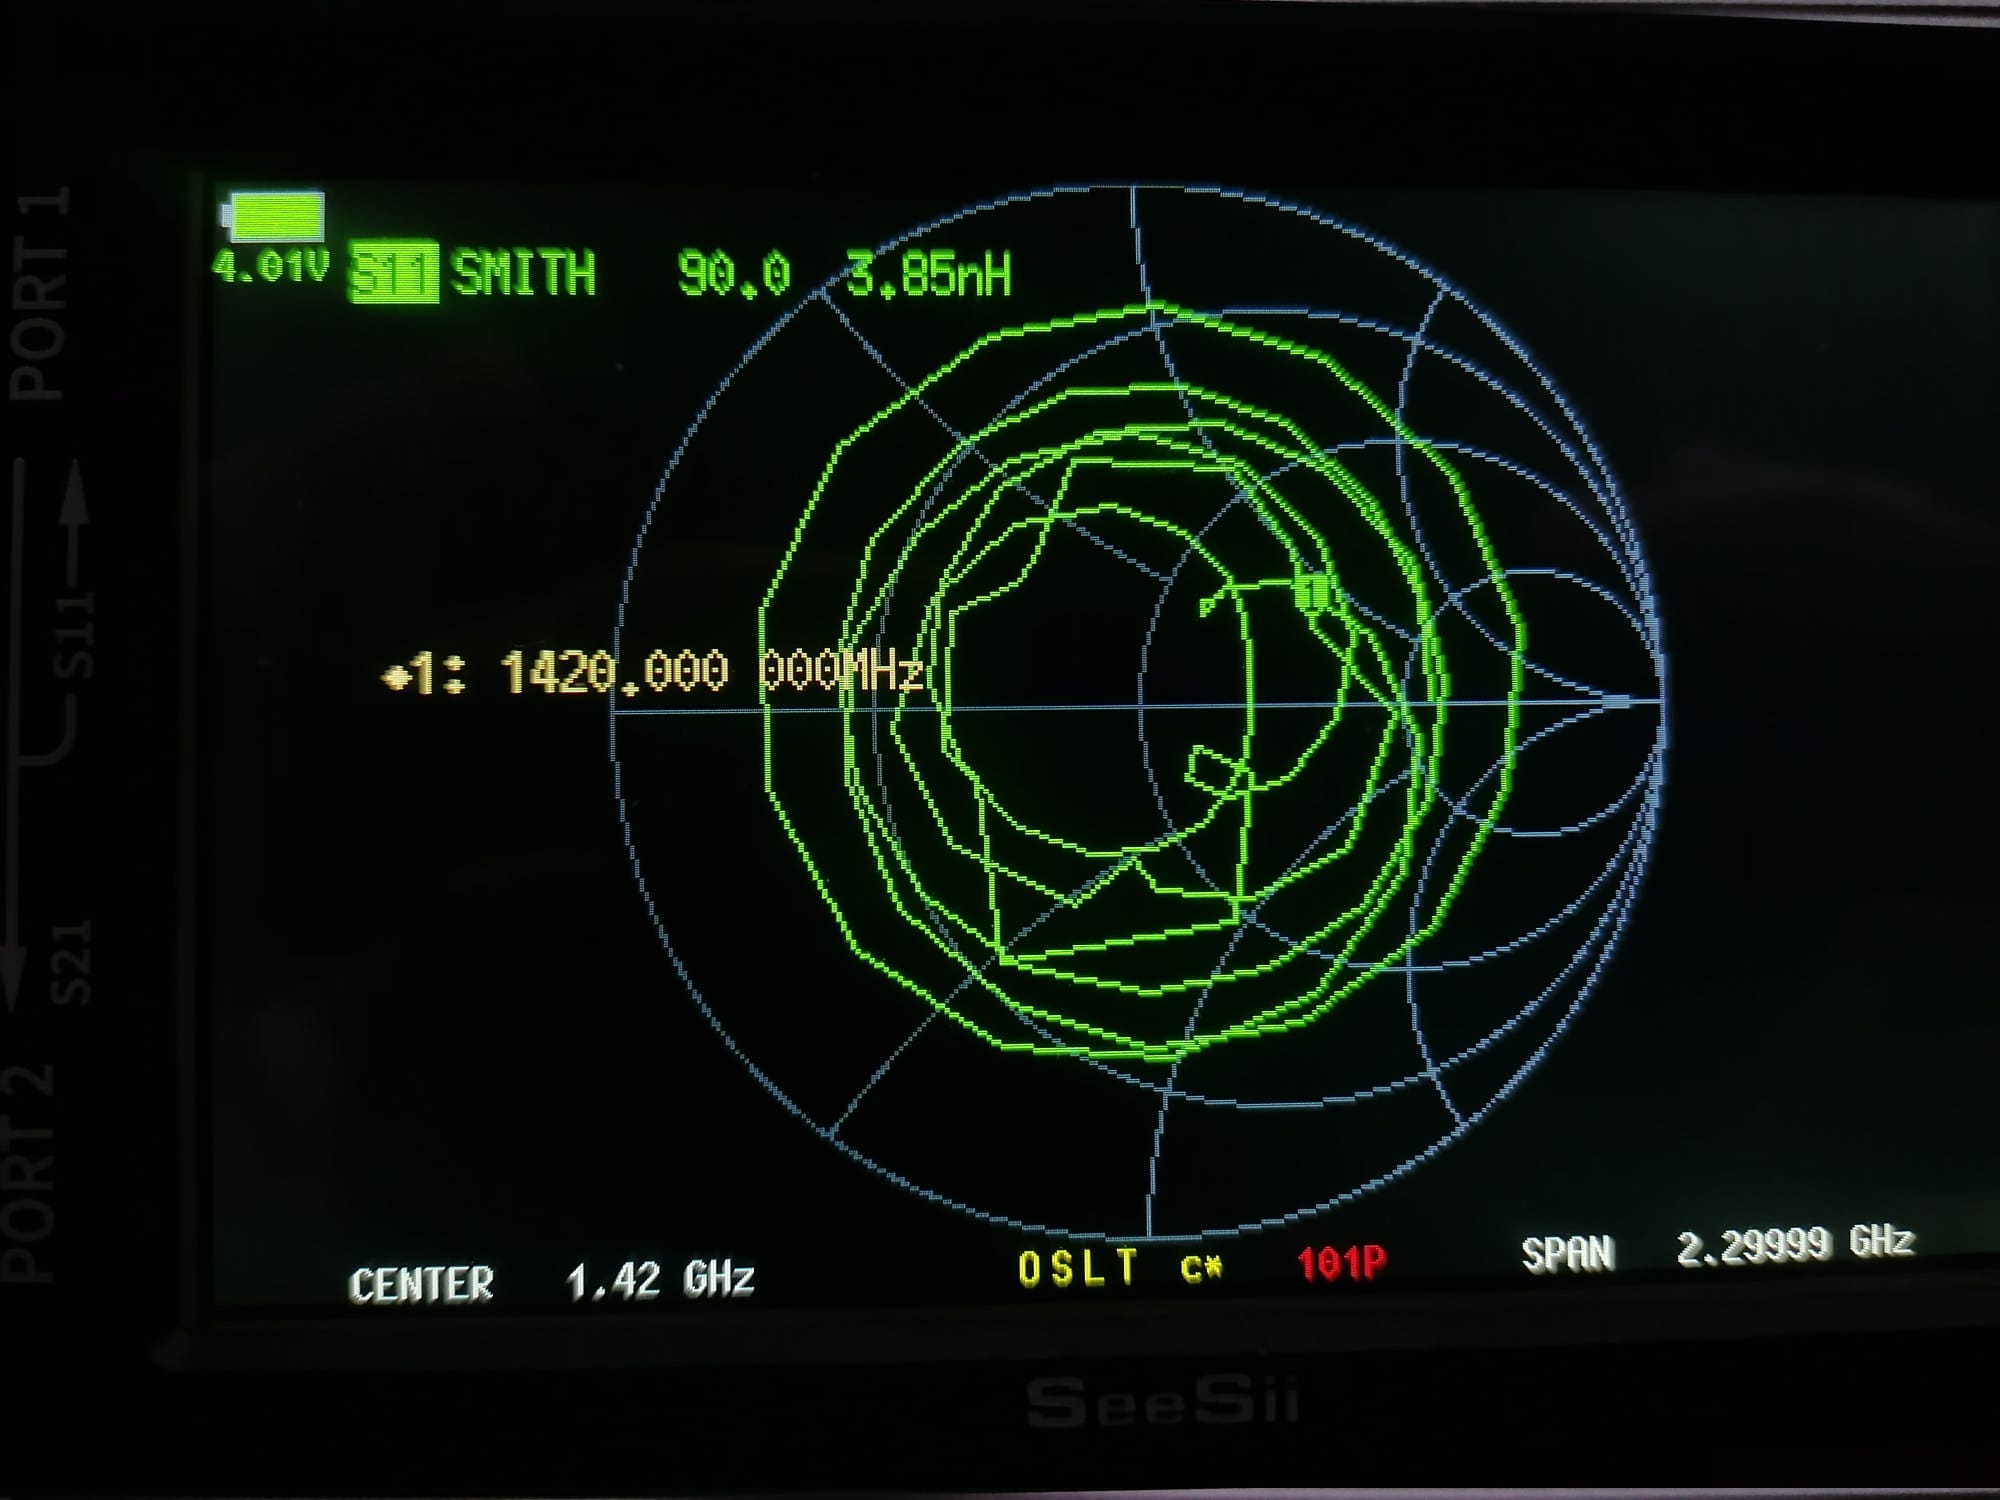 PORT 1
S11
S21
PORT 2
4.01V S11 SMITH 90.0 3.85nH
1
1: 1420.000 000MHz
CENTER 1.42 GHz OSLT c* 101P SPAN 2.29999 GHz
SeeSii